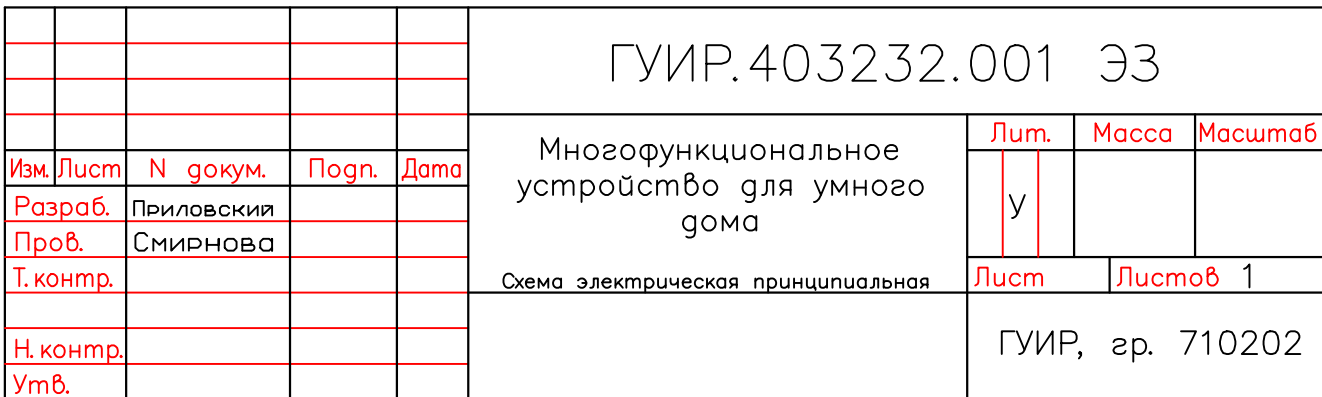 ГУИР.403232.001 ЭЗ
Многофункциональное
устройство для умного
дома
Схема электрическая принципиальная
Лит. Масса Масштаб
У
Лист Листов 1
ГУИР, гр. 710202
Изм. Лист N докум. Подп. Дата
Разраб. Приловский
Пров. Смирнова
Т. контр.
Н. контр.
Утв.